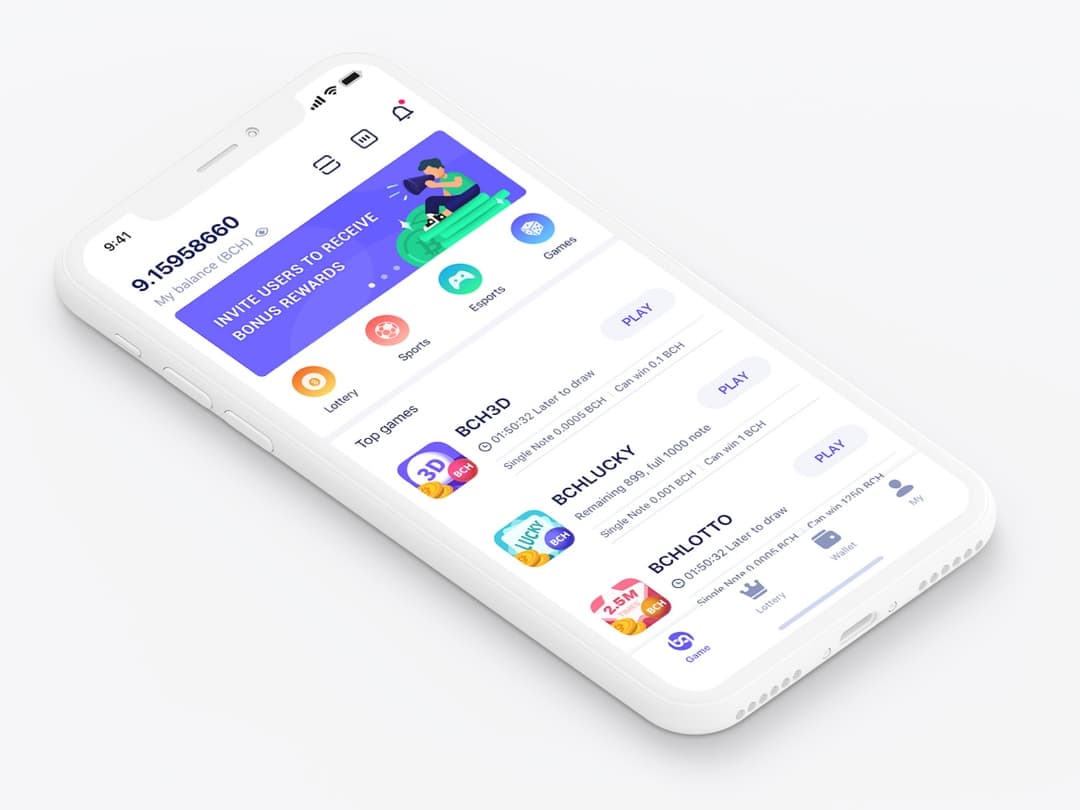 9:41
9.15958660
My balance (BCH)
INVITE USERS TO RECEIVE
BONUS REWARDS
Lottery
Sports
Esports
Games
Top games
3D
BCH
BCH3D
01:50:32 Later to draw
Single Note 0.0005 BCH
Can win 0.1 BCH
PLAY
LUCKY
BCH
BCHLUCKY
Remaining 899, full 1000 note
Single Note 0.001 BCH
Can win 1 BCH
PLAY
2.5M
TIMES
BCH
BCHLOTTO
01:50:32 Later to draw
Single Note 0.0005 BCH
Can win 1250 BCH
PLAY
Game
Lottery
Wallet
My